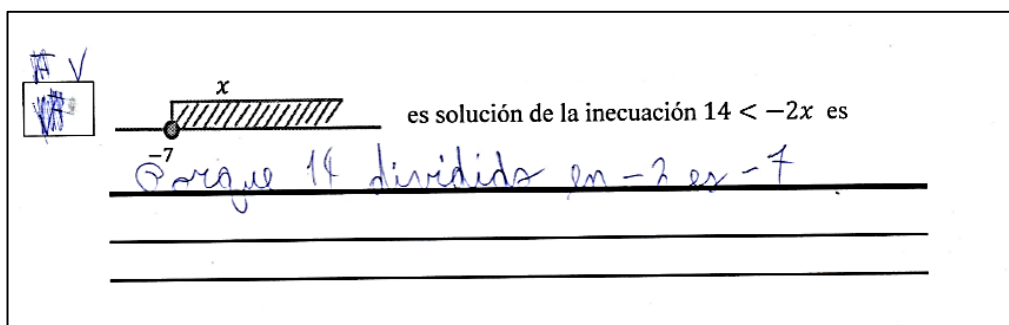 V
x
es solución de la inecuación 14 < −2x es
-7
Porque 14 dividido en -2 es -7